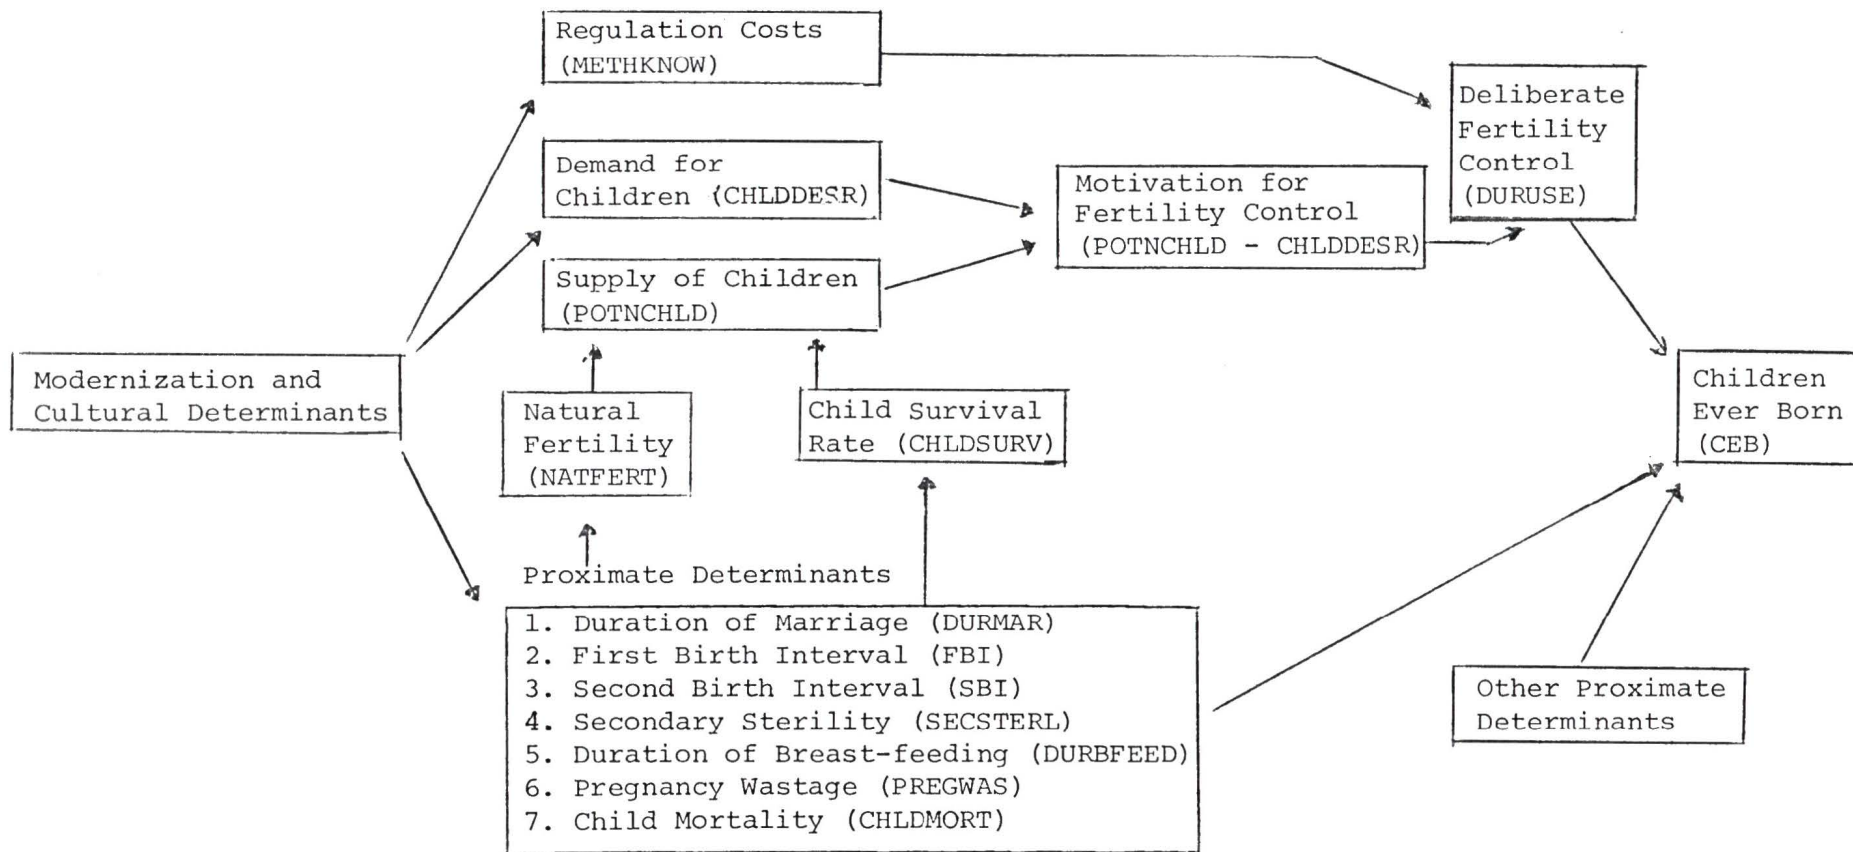 Regulation Costs
(METHKNOW)
Demand for
Children (CHLDDESR)
Supply of Children
(POTNCHLD)
Motivation for
Fertility Control
(POTNCHLD - CHLDDESR)
Deliberate
Fertility
Control
(DURUSE)
Modernization and
Cultural Determinants
Natural
Fertility
(NATFERT)
Child Survival
Rate (CHLDSURV)
Children
Ever Born
(CEB)
Proximate Determinants
1. Duration of Marriage (DURMAR)
2. First Birth Interval (FBI)
3. Second Birth Interval (SBI)
4. Secondary Sterility (SECSTERL)
5. Duration of Breast-feeding (DURBFEED)
6. Pregnancy Wastage (PREGWAS)
7. Child Mortality (CHLDMORT)
Other Proximate
Determinants